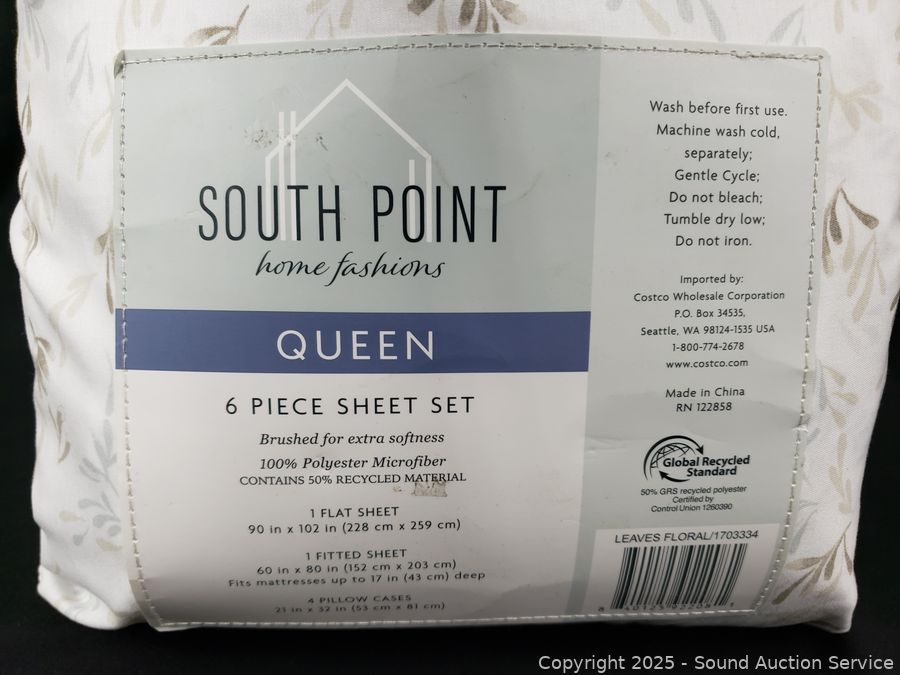 SOUTH POINT
home fashions
QUEEN
6 PIECE SHEET SET
Brushed for extra softness
100% Polyester Microfiber
CONTAINS 50% RECYCLED MATERIAL
1 FLAT SHEET
90 in x 102 in (228 cm x 259 cm)
1 FITTED SHEET
60 in x 80 in (152 cm x 203 cm)
Fits mattresses up to 17 in (43 cm) deep
4 PILLOW CASES
21 in x 32 in (53 cm x 81 cm)
Wash before first use.
Machine wash cold,
separately;
Gentle Cycle;
Do not bleach;
Tumble dry low;
Do not iron.
Imported by:
Costco Wholesale Corporation
P.O. Box 34535,
Seattle, WA 98124-1535 USA
1-800-774-2678
www.costco.com
Made in China
RN 122858
Global Recycled
Standard
50% GRS recycled polyester
Certified by
Control Union 1260390
LEAVES FLORAL/1703334
Copyright 2025 - Sound Auction Service